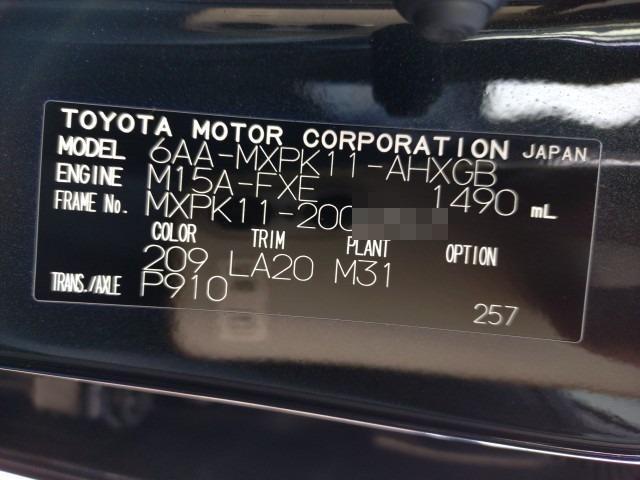 TOYOTA MOTOR CORPORATION JAPAN
MODEL 6AA-MXPK11-AHXGB
ENGINE M15A-FXE 1490 mL
FRAME No. MXPK11-200
COLOR TRIM PLANT OPTION
209 LA20 M31
TRANS./AXLE P910
257